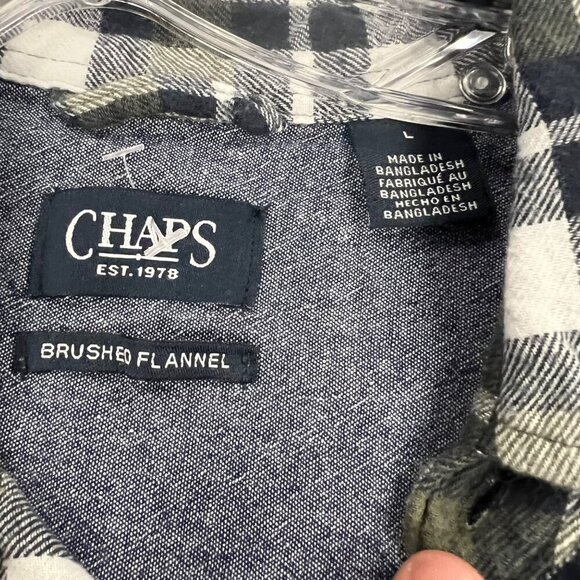 L
MADE IN
BANGLADESH
FABRIQUÉ AU
BANGLADESH
HECHO EN
BANGLADESH
CHAPS
EST. 1978
BRUSHED FLANNEL